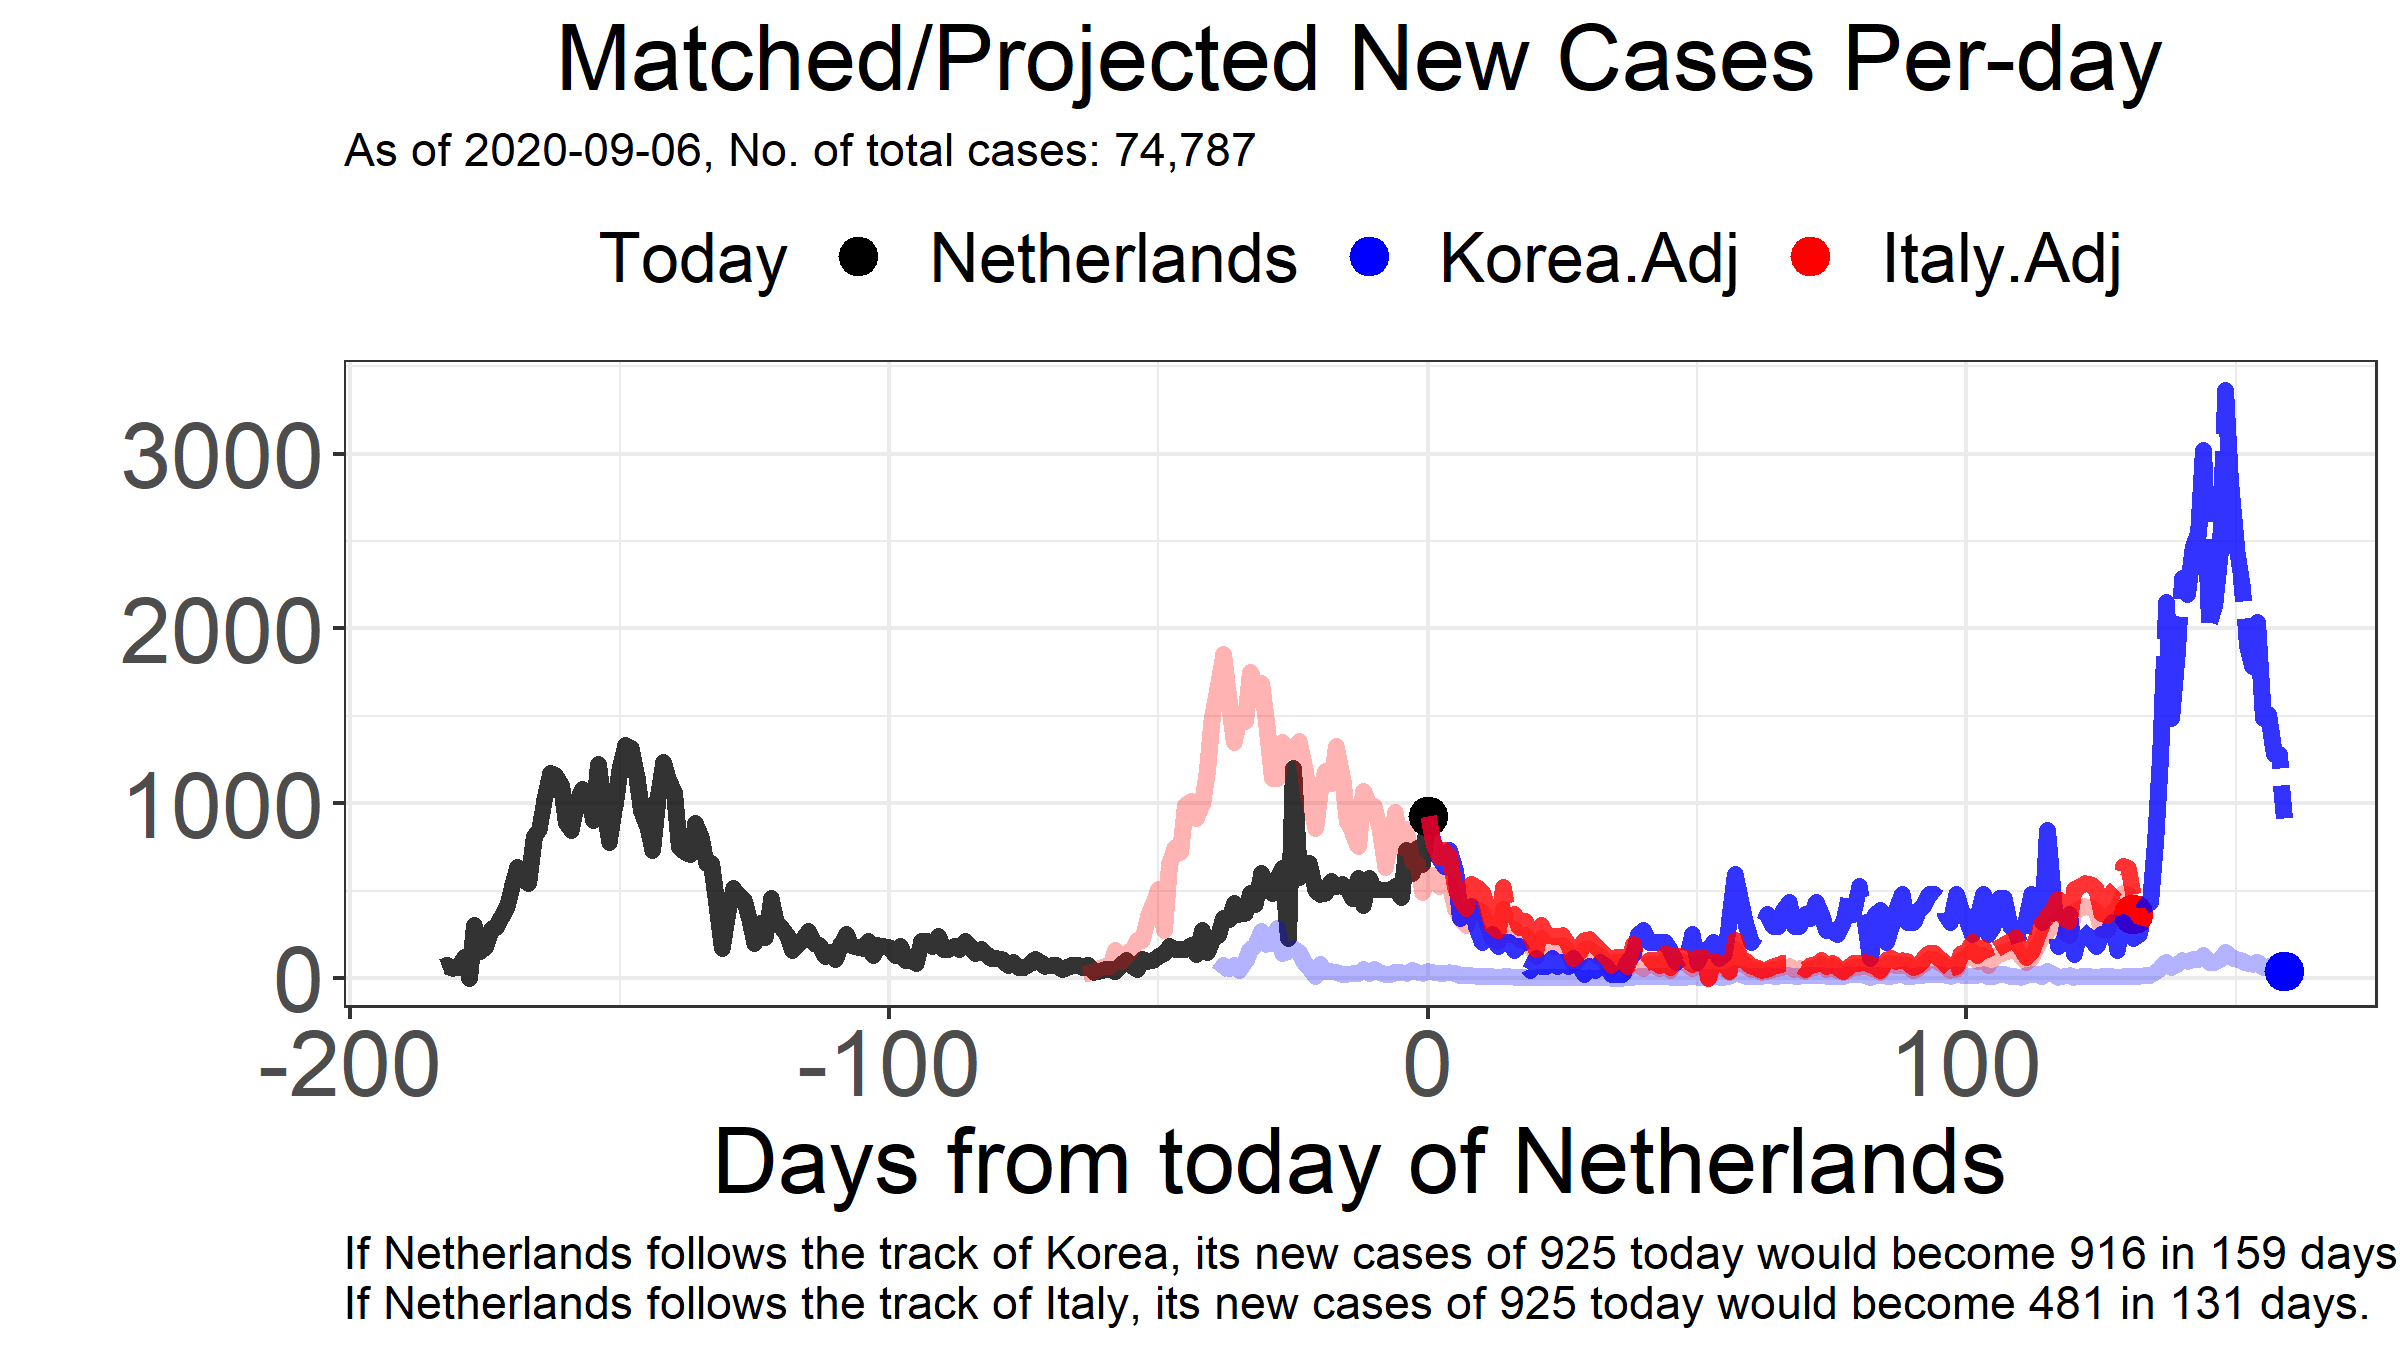 Matched/Projected New Cases Per-day
As of 2020-09-06, No. of total cases: 74,787
Today Netherlands Korea.Adj Italy.Adj
3000
2000
1000
0
-200 -100 0 100
Days from today of Netherlands
If Netherlands follows the track of Korea, its new cases of 925 today would become 916 in 159 days
If Netherlands follows the track of Italy, its new cases of 925 today would become 481 in 131 days.